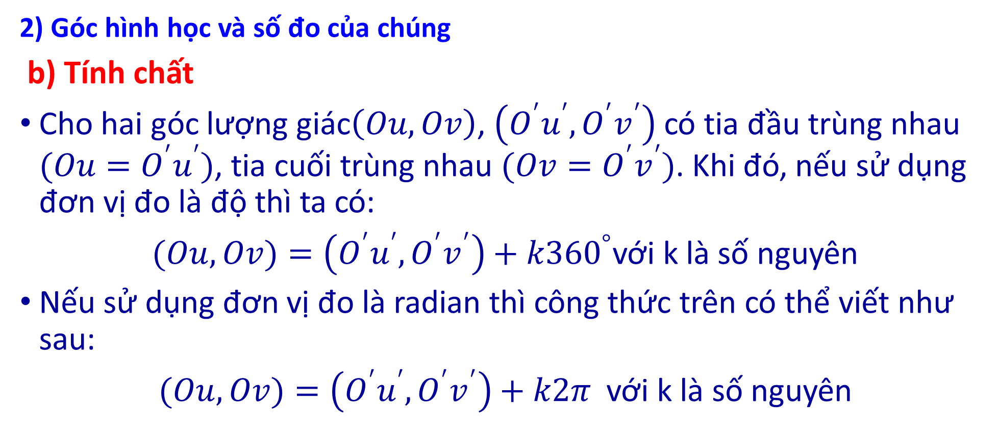 2) Góc hình học và số đo của chúng
b) Tính chất
• Cho hai góc lượng giác(Ou, Ov), (O′u′, O′v′) có tia đầu trùng nhau
(Ou = O′u′), tia cuối trùng nhau (Ov = O′v′). Khi đó, nếu sử dụng
đơn vị đo là độ thì ta có:
(Ou, Ov) = (O′u′, O′v′) + k360° với k là số nguyên
• Nếu sử dụng đơn vị đo là radian thì công thức trên có thể viết như
sau:
(Ou, Ov) = (O′u′, O′v′) + k2π với k là số nguyên